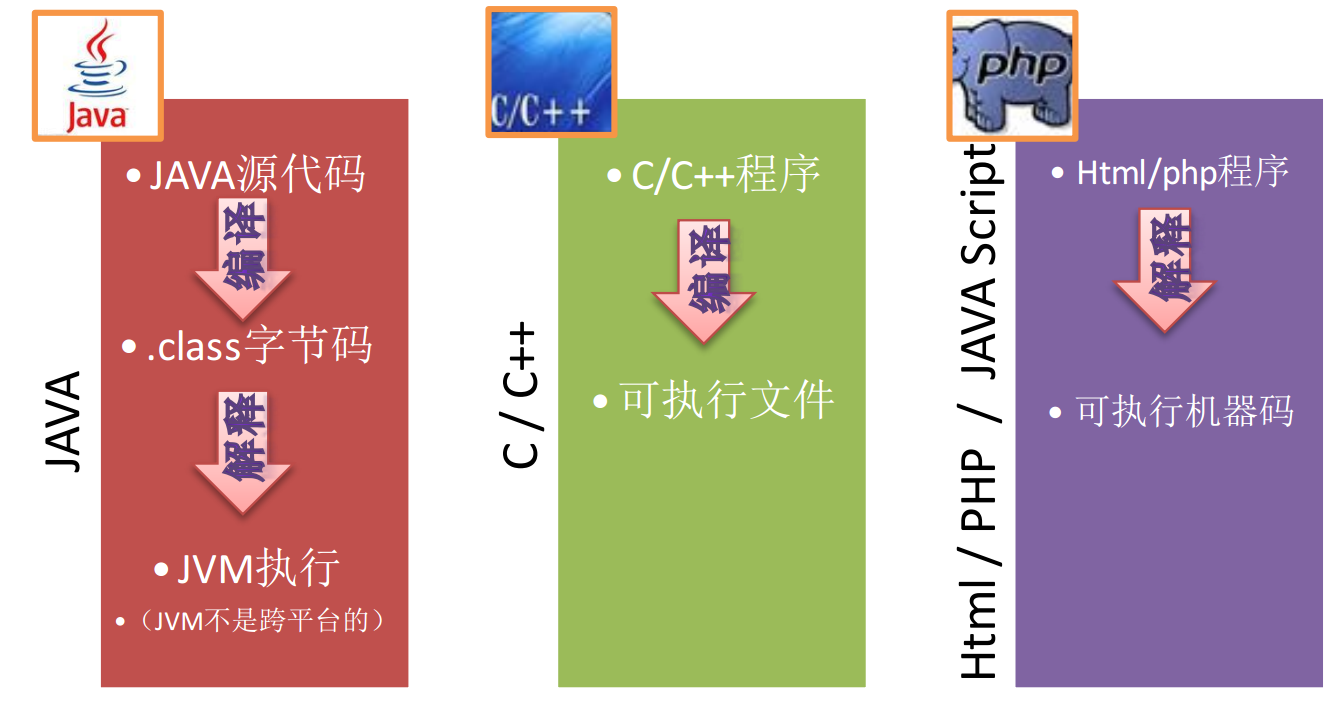 Java
JAVA
JAVA源代码
编译
.class字节码
解释
JVM执行
（JVM不是跨平台的）
C/C++
C / C++
C/C++程序
编译
可执行文件
php
Html / PHP / JAVA Script
Html/php程序
解释
可执行机器码